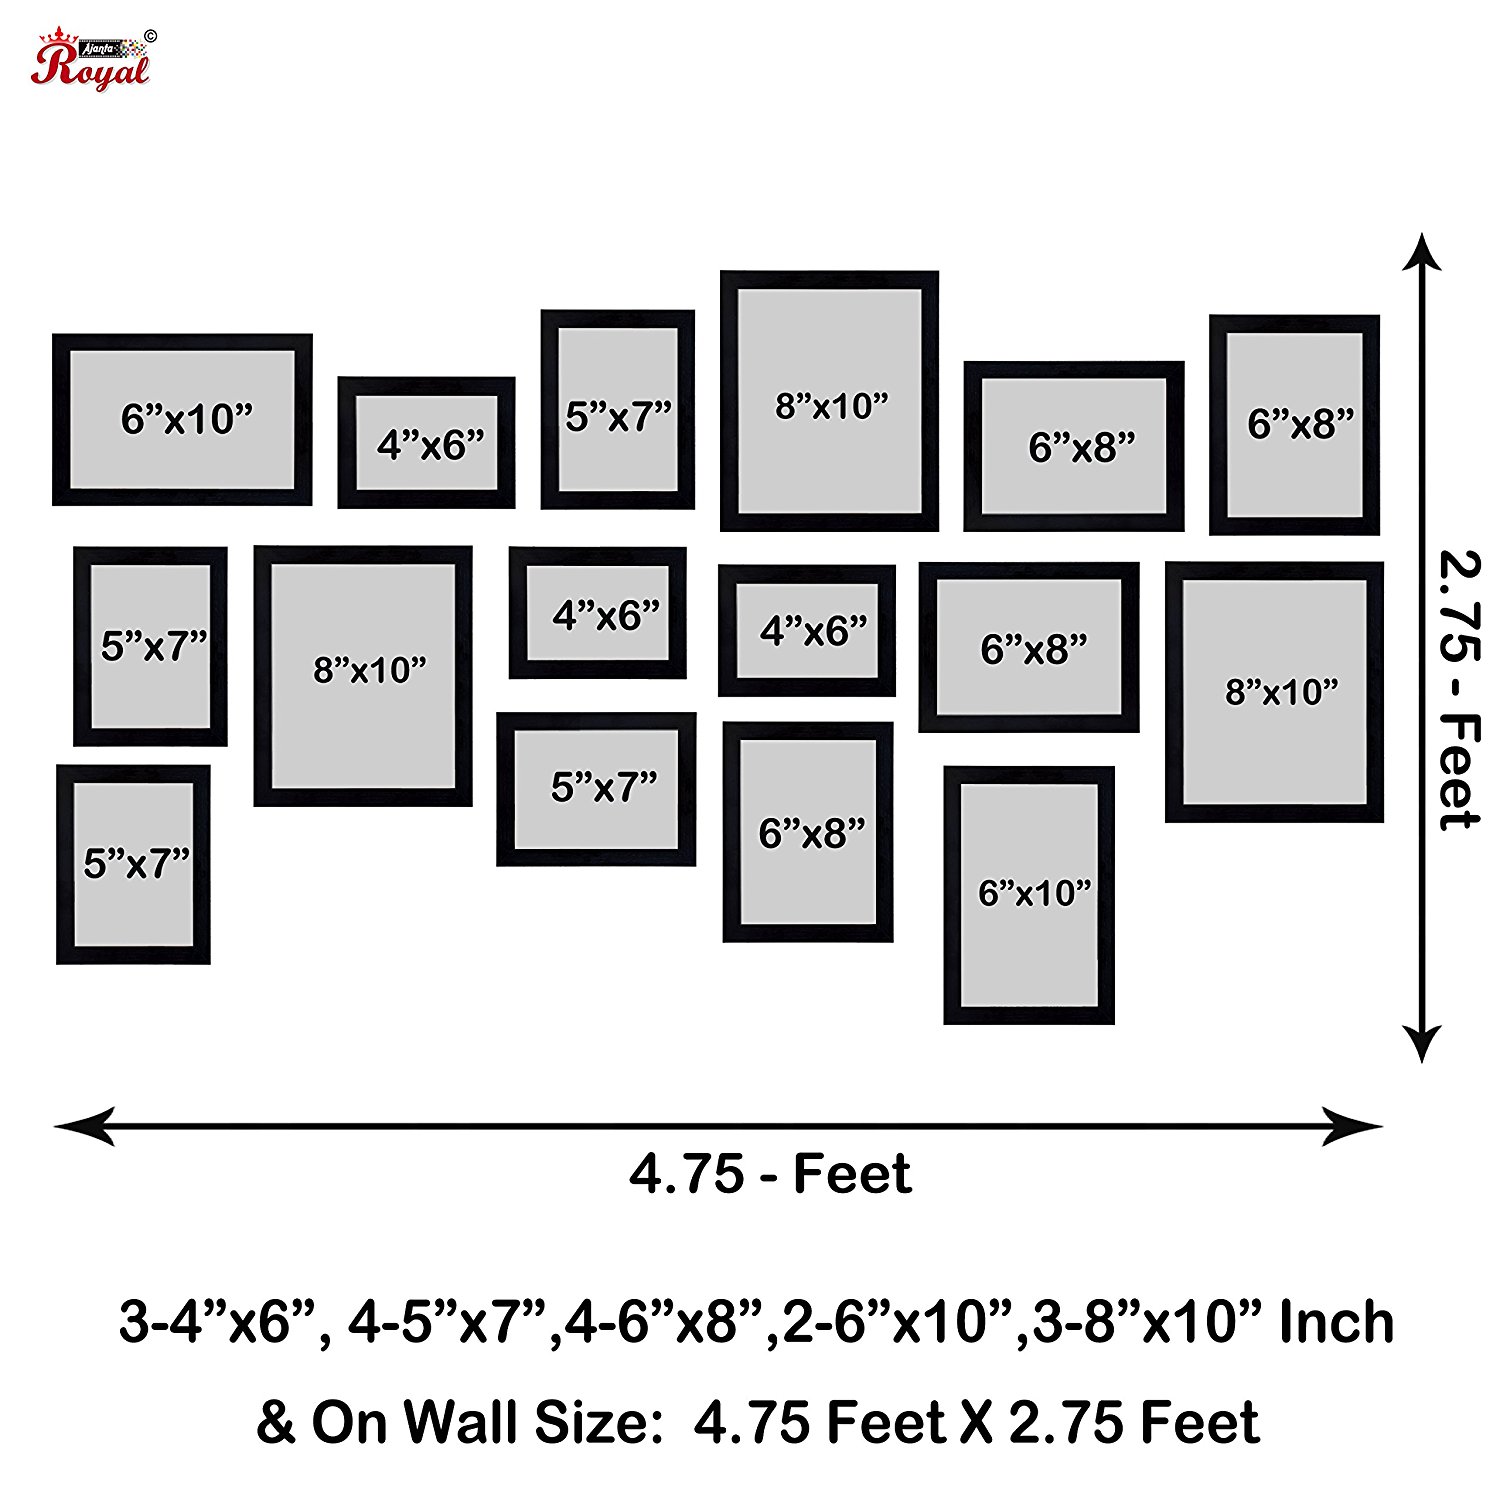 Ajanta ©
Royal
6”x10”
4”x6”
5”x7”
8”x10”
6”x8”
6”x8”
5”x7”
8”x10”
4”x6”
4”x6”
6”x8”
8”x10”
5”x7”
5”x7”
6”x8”
6”x10”
2.75 - Feet
4.75 - Feet
3-4”x6”, 4-5”x7”,4-6”x8”,2-6”x10”,3-8”x10” Inch
& On Wall Size: 4.75 Feet X 2.75 Feet